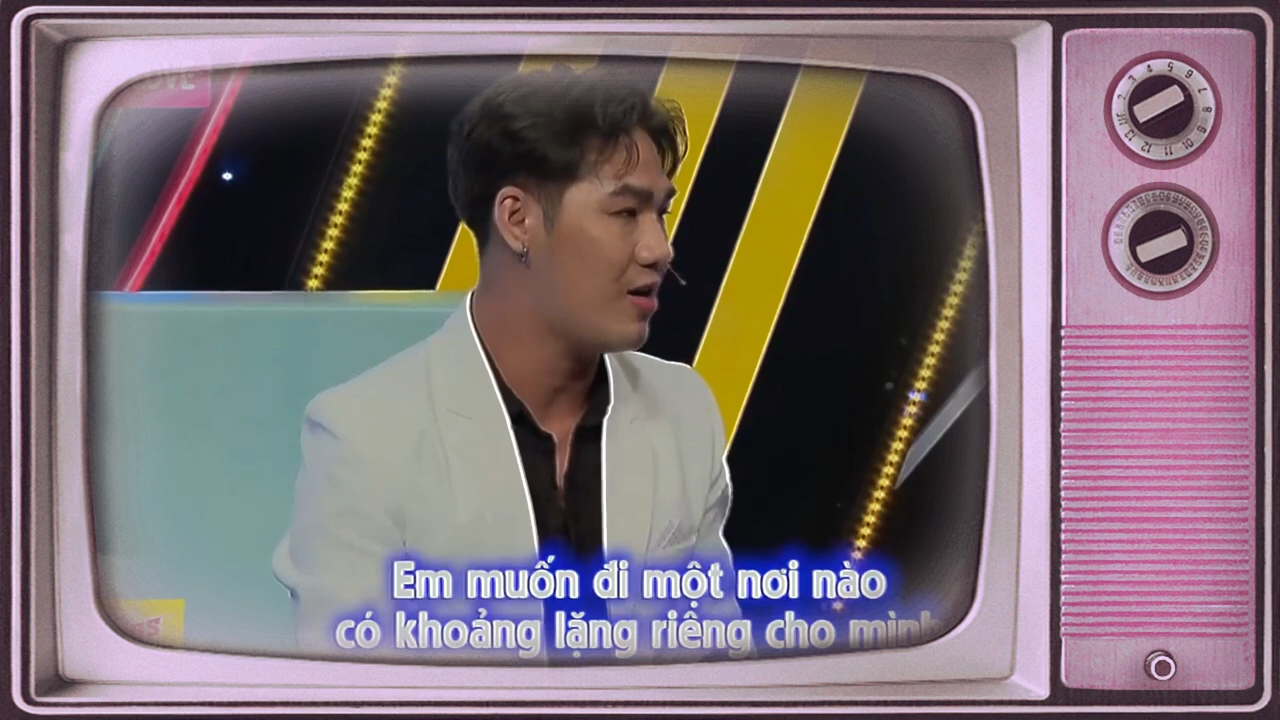 Em muốn đi một nơi nào
có khoảng lặng riêng cho mình